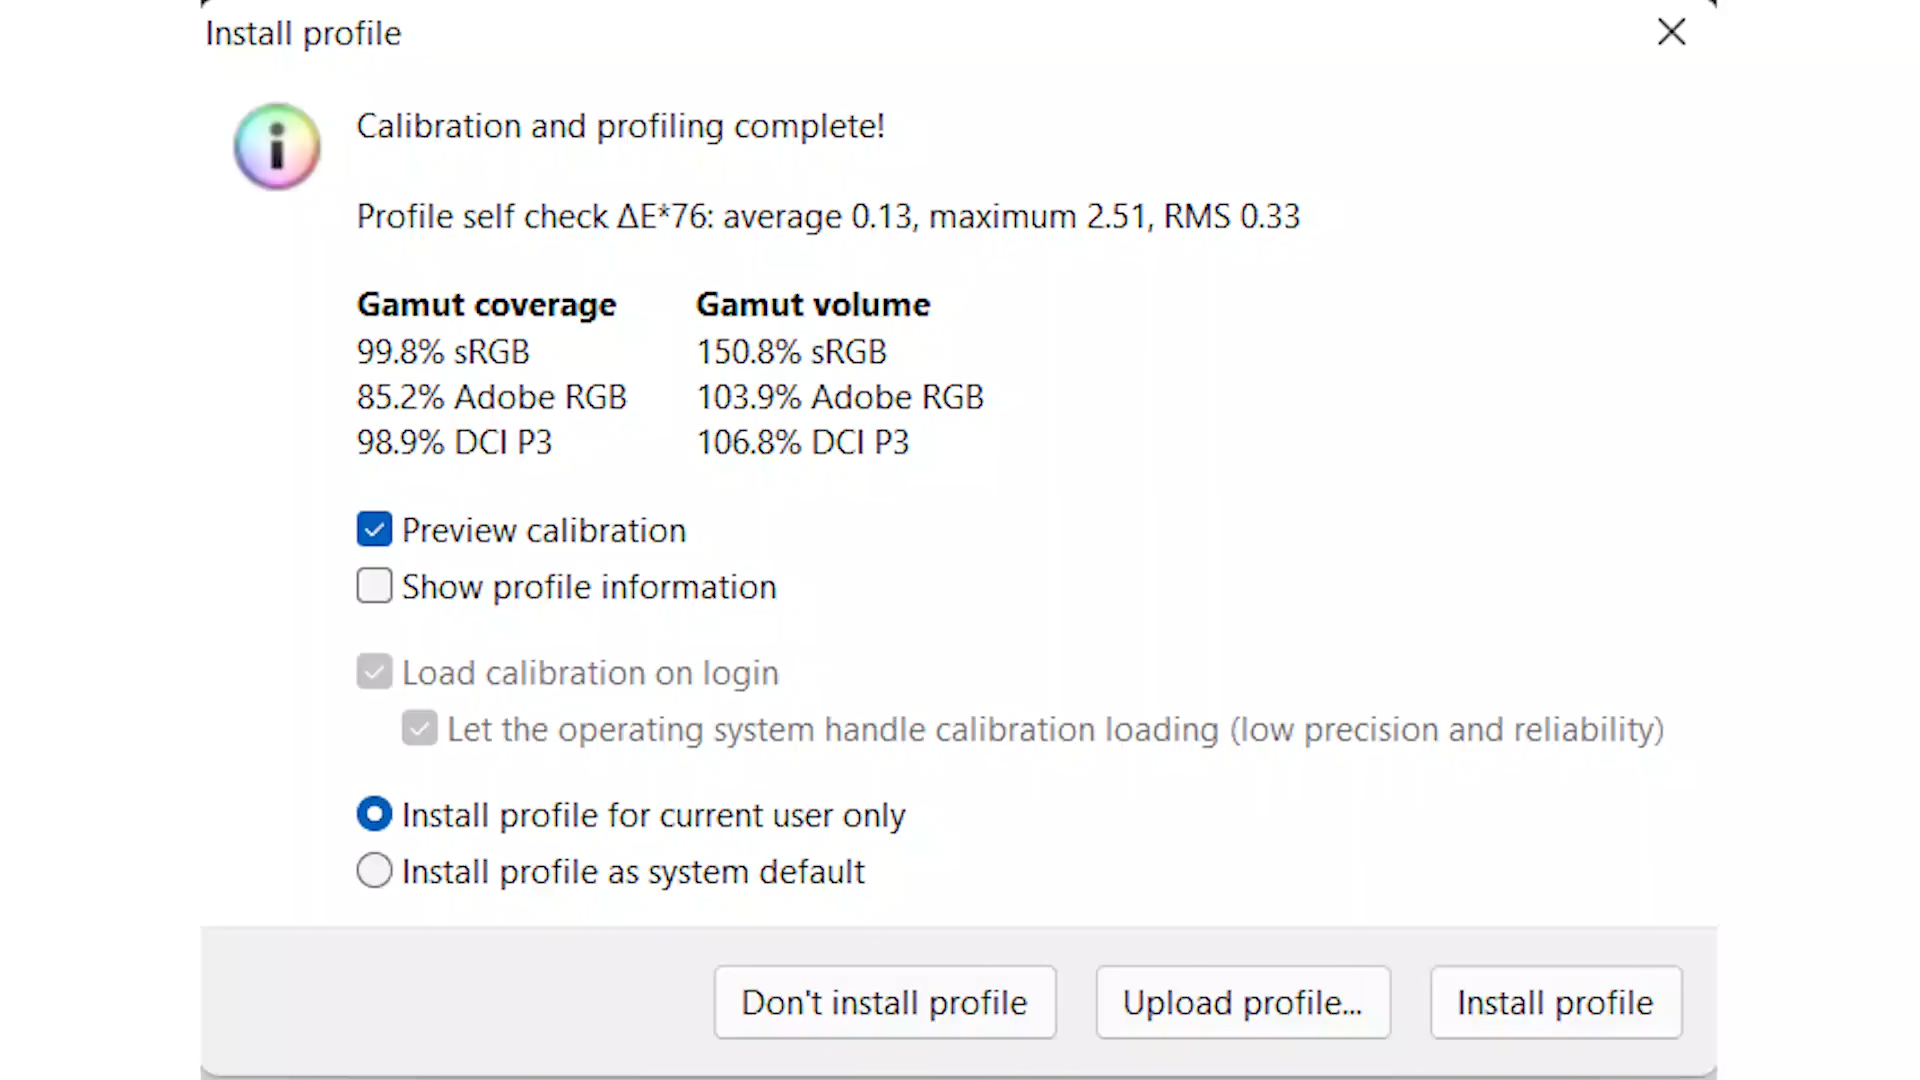 Install profile
Calibration and profiling complete!
Profile self check ΔE*76: average 0.13, maximum 2.51, RMS 0.33
Gamut coverage Gamut volume
99.8% sRGB 150.8% sRGB
85.2% Adobe RGB 103.9% Adobe RGB
98.9% DCI P3 106.8% DCI P3
Preview calibration
Show profile information
Load calibration on login
Let the operating system handle calibration loading (low precision and reliability)
Install profile for current user only
Install profile as system default
Don't install profile Upload profile... Install profile